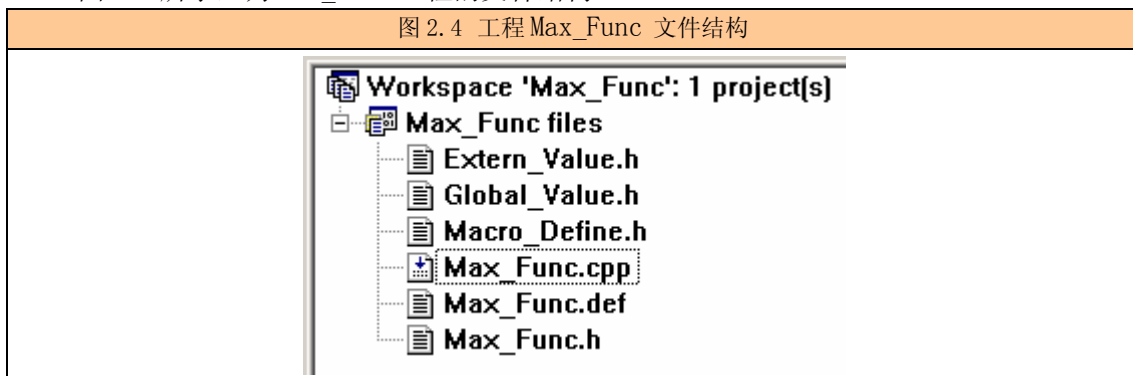 图 2.4 工程 Max_Func 文件结构
Workspace 'Max_Func': 1 project(s)
Max_Func files
Extern_Value.h
Global_Value.h
Macro_Define.h
Max_Func.cpp
Max_Func.def
Max_Func.h